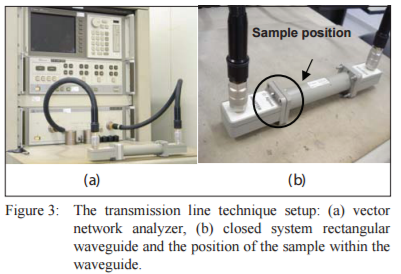 Sample position
(a)
(b)
Figure 3: The transmission line technique setup: (a) vector
network analyzer, (b) closed system rectangular
waveguide and the position of the sample within the
waveguide.